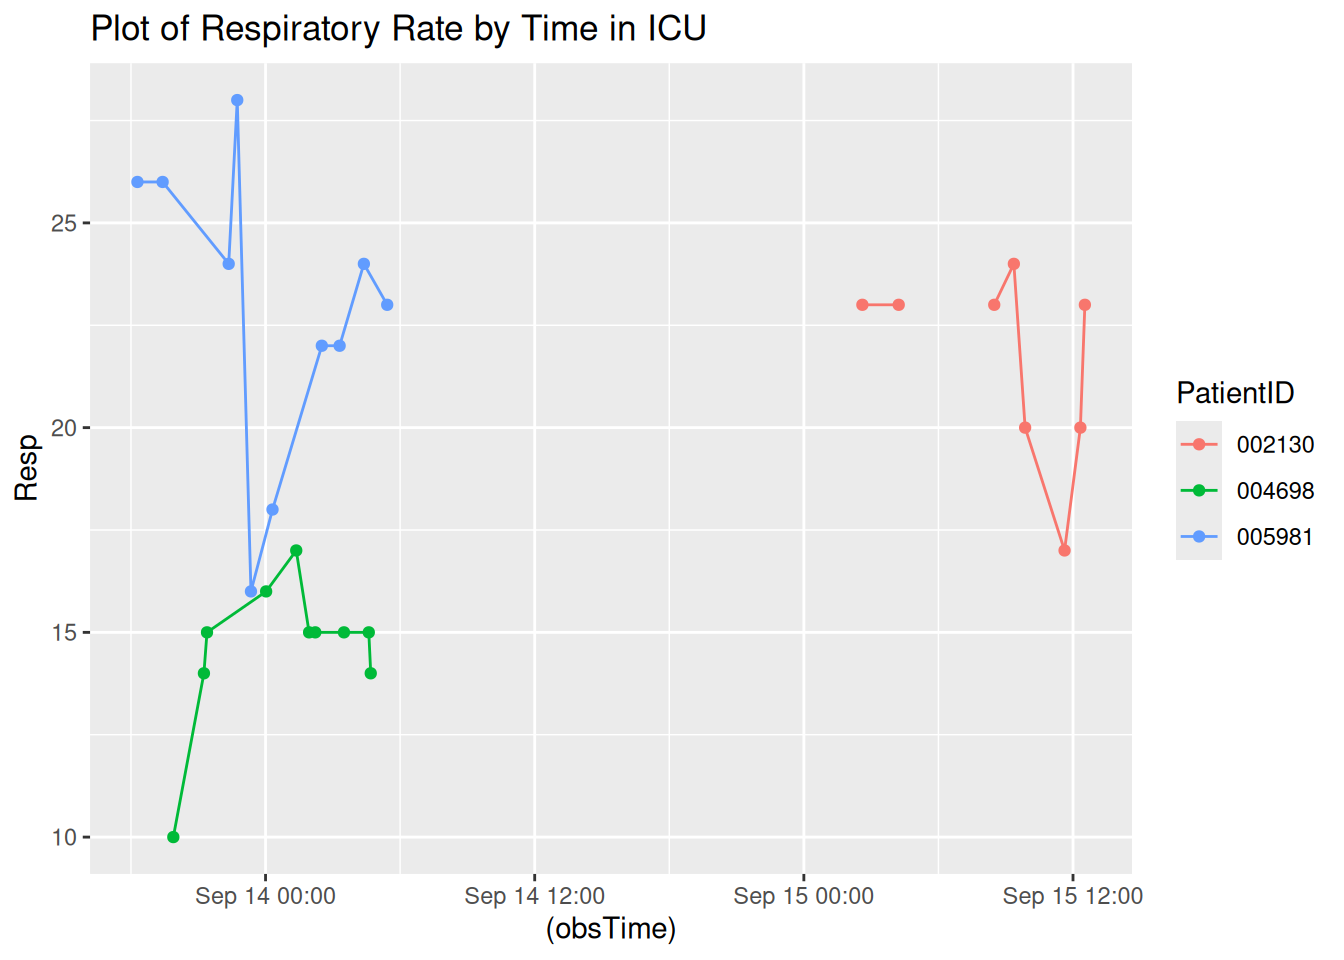 Plot of Respiratory Rate by Time in ICU
Resp
25
20
15
10
Sep 14 00:00 Sep 14 12:00 Sep 15 00:00 Sep 15 12:00
(obsTime)
PatientID
002130
004698
005981